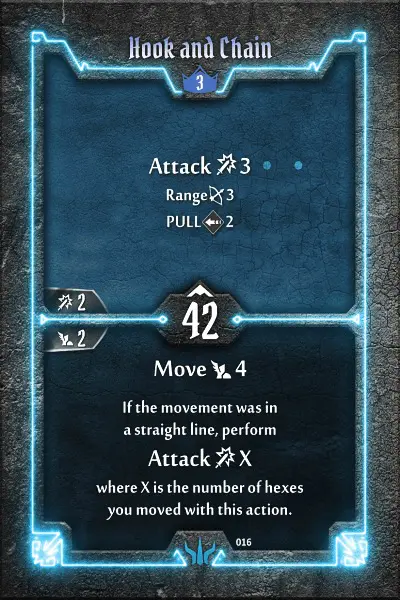 Hook and Chain
3
Attack 3
Range 3
PULL 2
2
42
2
Move 4
If the movement was in
a straight line, perform
Attack X
where X is the number of hexes
you moved with this action.
016